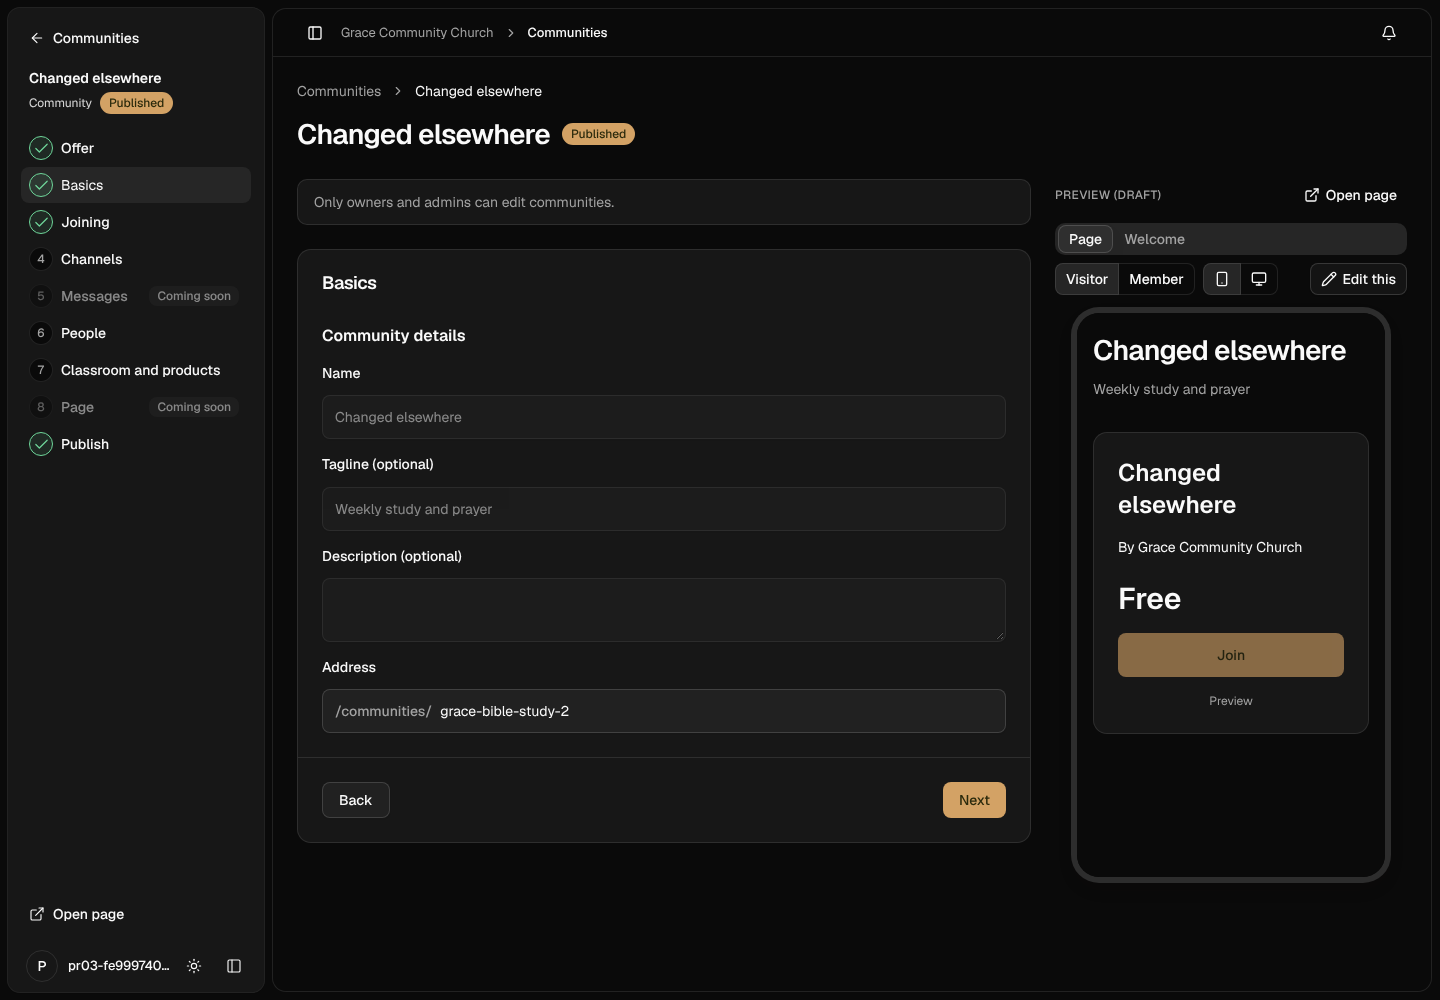 Communities
Changed elsewhere
Community Published
Offer
Basics
Joining
4 Channels
5 Messages Coming soon
6 People
7 Classroom and products
8 Page Coming soon
Publish
Open page
P pr03-fe999740...
Grace Community Church > Communities
Communities > Changed elsewhere
Changed elsewhere Published
Only owners and admins can edit communities.
Basics
Community details
Name
Changed elsewhere
Tagline (optional)
Weekly study and prayer
Description (optional)
Address
/communities/ grace-bible-study-2
Back Next
PREVIEW (DRAFT) Open page
Page Welcome
Visitor Member Edit this
Changed elsewhere
Weekly study and prayer
Changed
elsewhere
By Grace Community Church
Free
Join
Preview